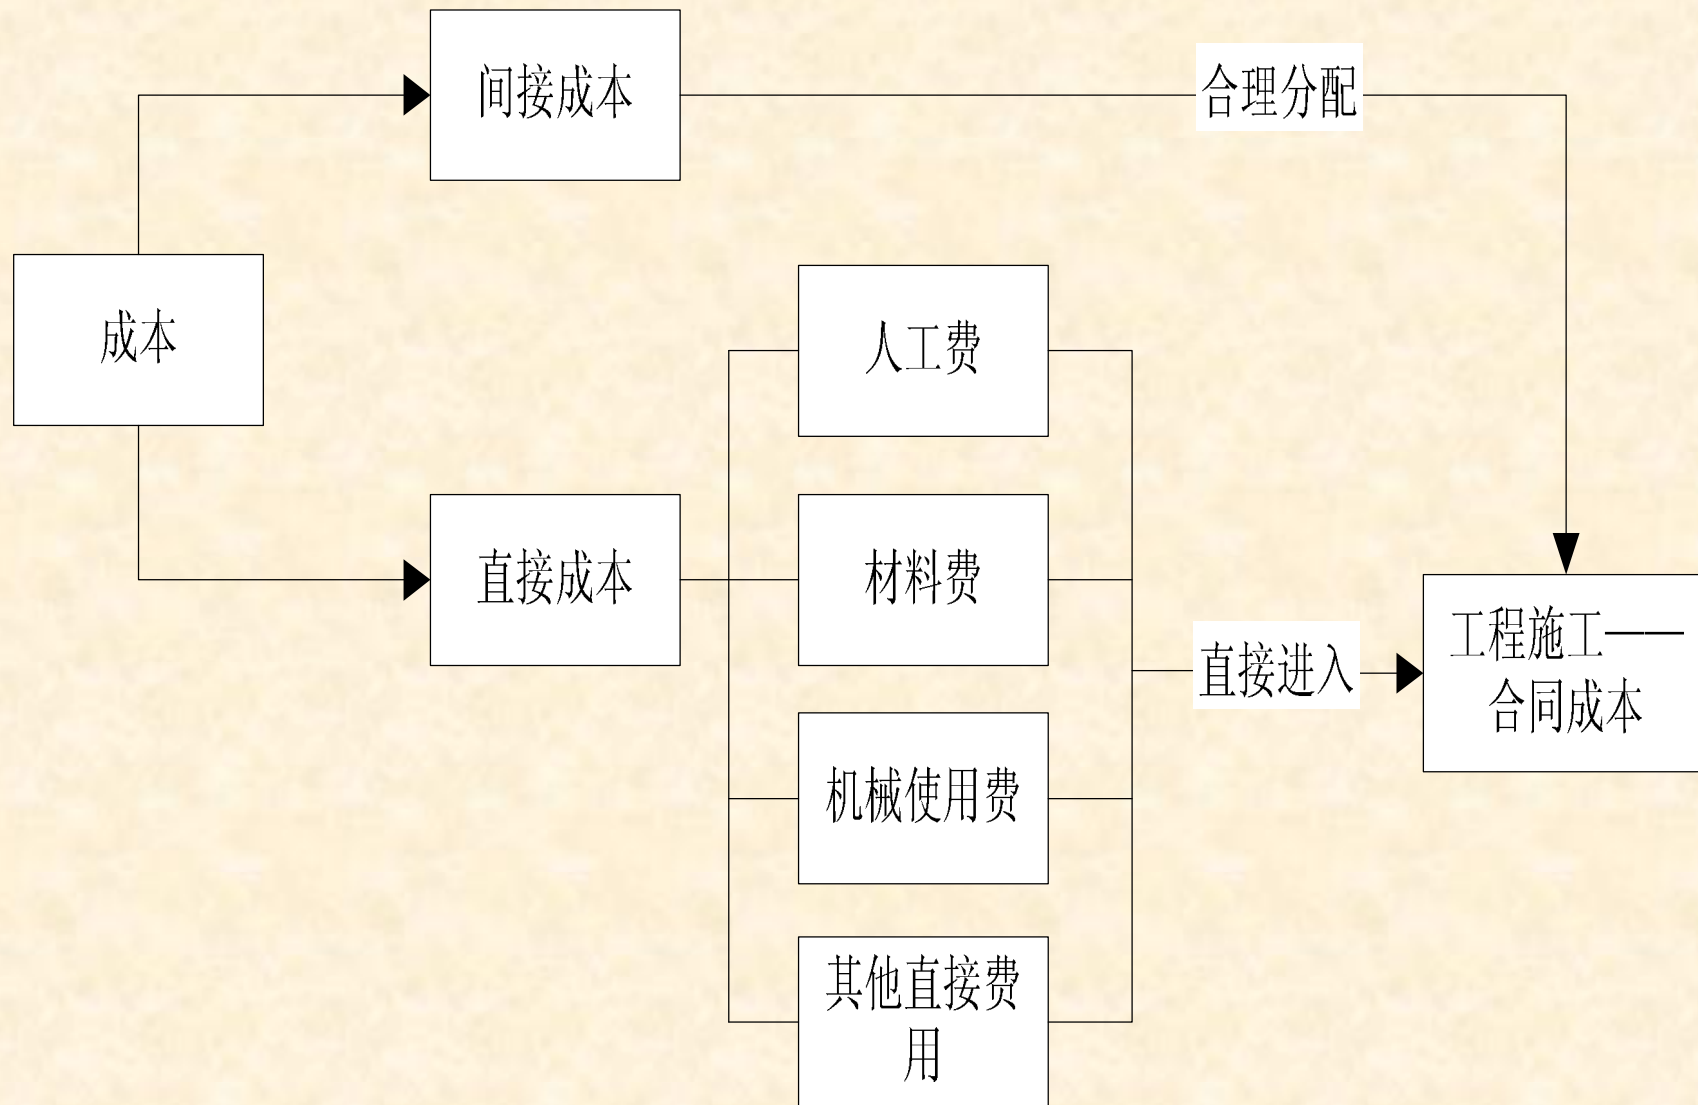 间接成本
合理分配
成本
人工费
直接成本
材料费
工程施工——
合同成本
直接进入
机械使用费
其他直接费
用